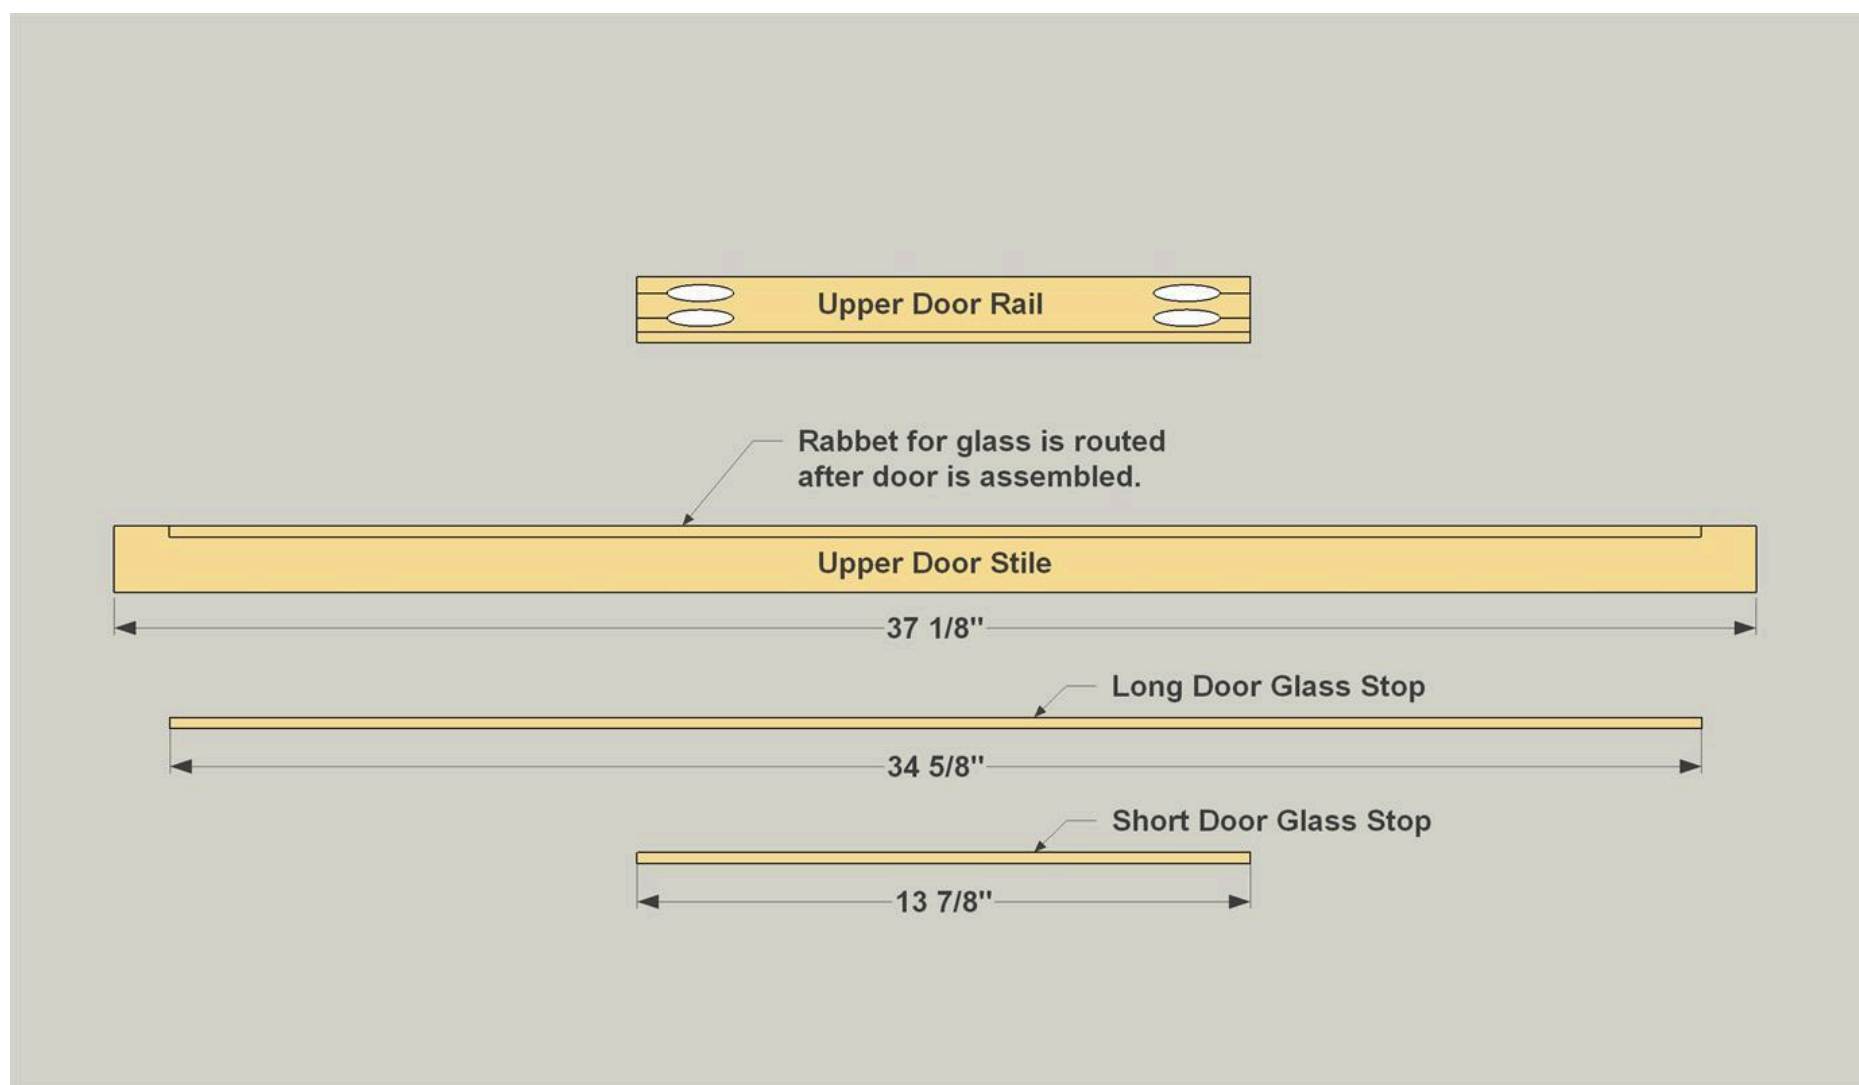 Upper Door Rail
Rabbet for glass is routed
after door is assembled.
Upper Door Stile
37 1/8"
Long Door Glass Stop
34 5/8"
Short Door Glass Stop
13 7/8"